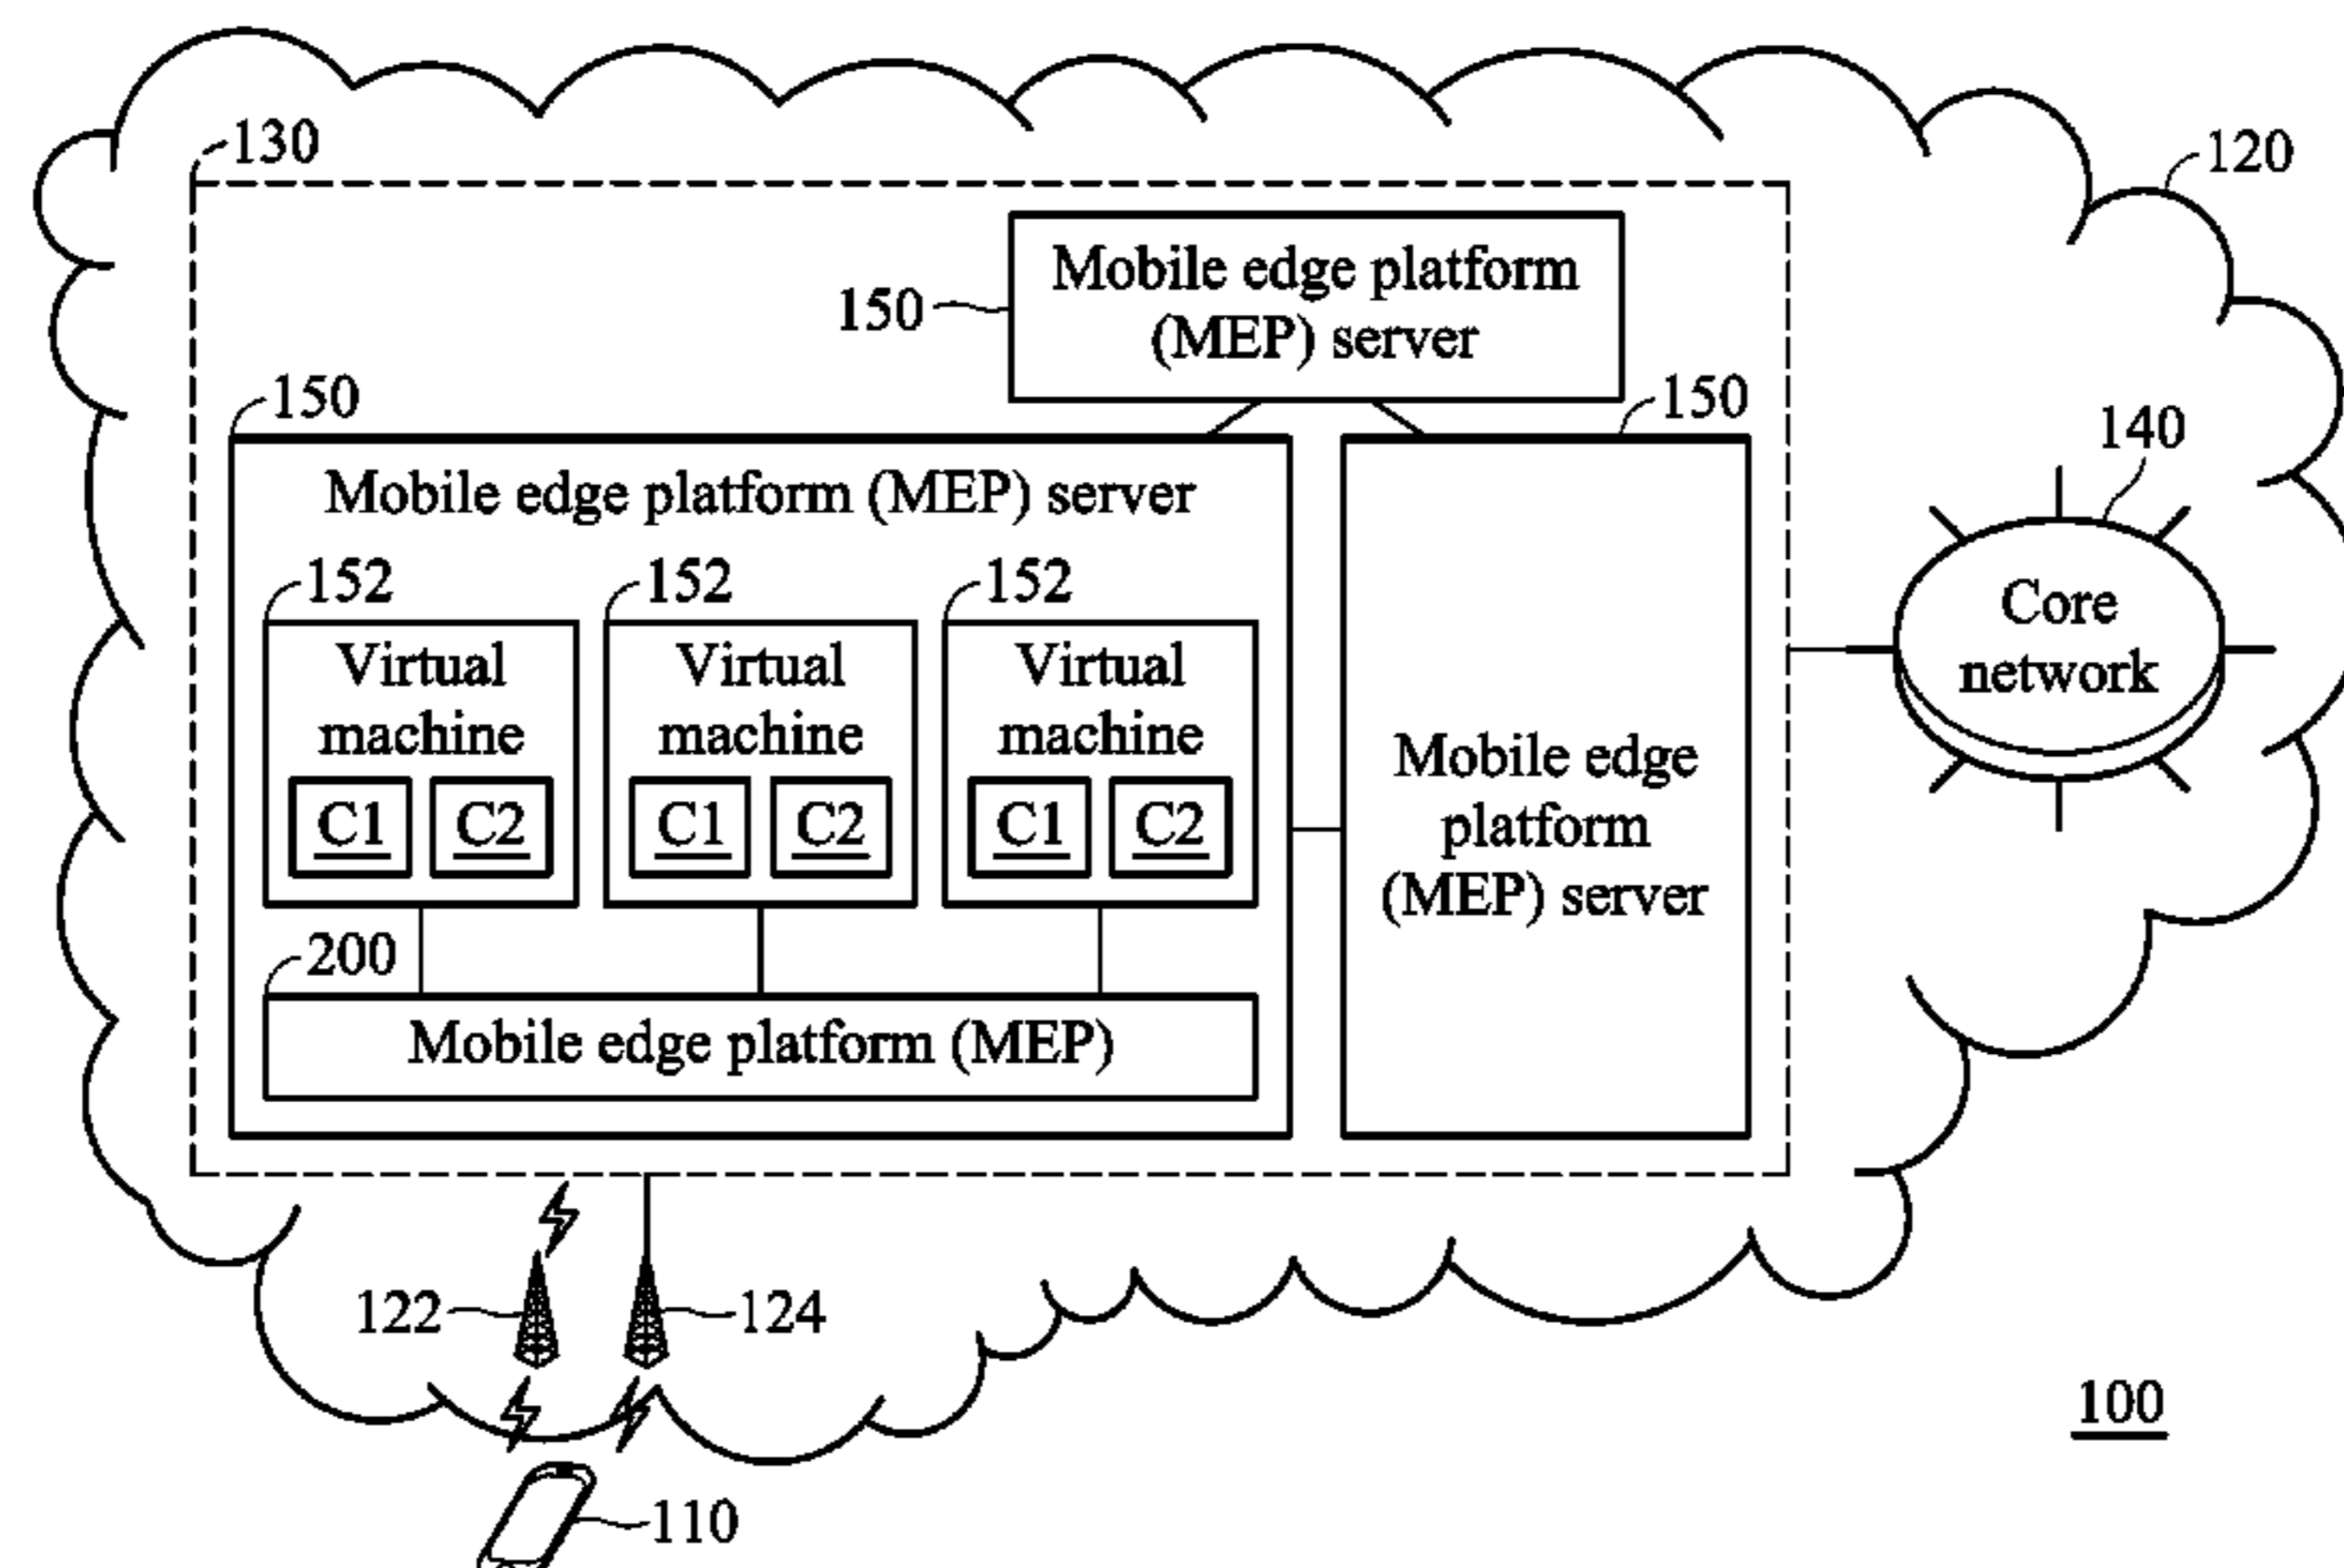 130
120
Mobile edge platform
(MEP) server
150
150
150
140
Mobile edge platform (MEP) server
152
152
152
Virtual
machine
C1
C2
Virtual
machine
C1
C2
Virtual
machine
C1
C2
200
Mobile edge platform (MEP)
Mobile edge
platform
(MEP) server
Core
network
122
124
100
110